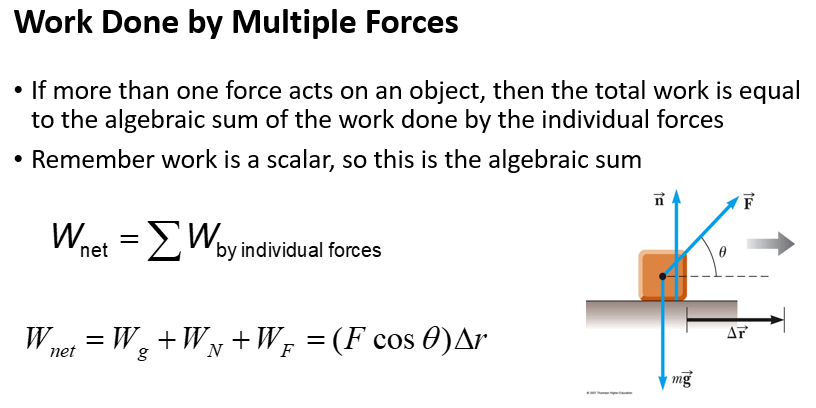 Work Done by Multiple Forces
• If more than one force acts on an object, then the total work is equal
to the algebraic sum of the work done by the individual forces
• Remember work is a scalar, so this is the algebraic sum
W_net = ∑ W_by individual forces
W_net = W_g + W_N + W_F = (F cos θ)Δr
n⃗
F⃗
θ
Δr⃗
mg⃗